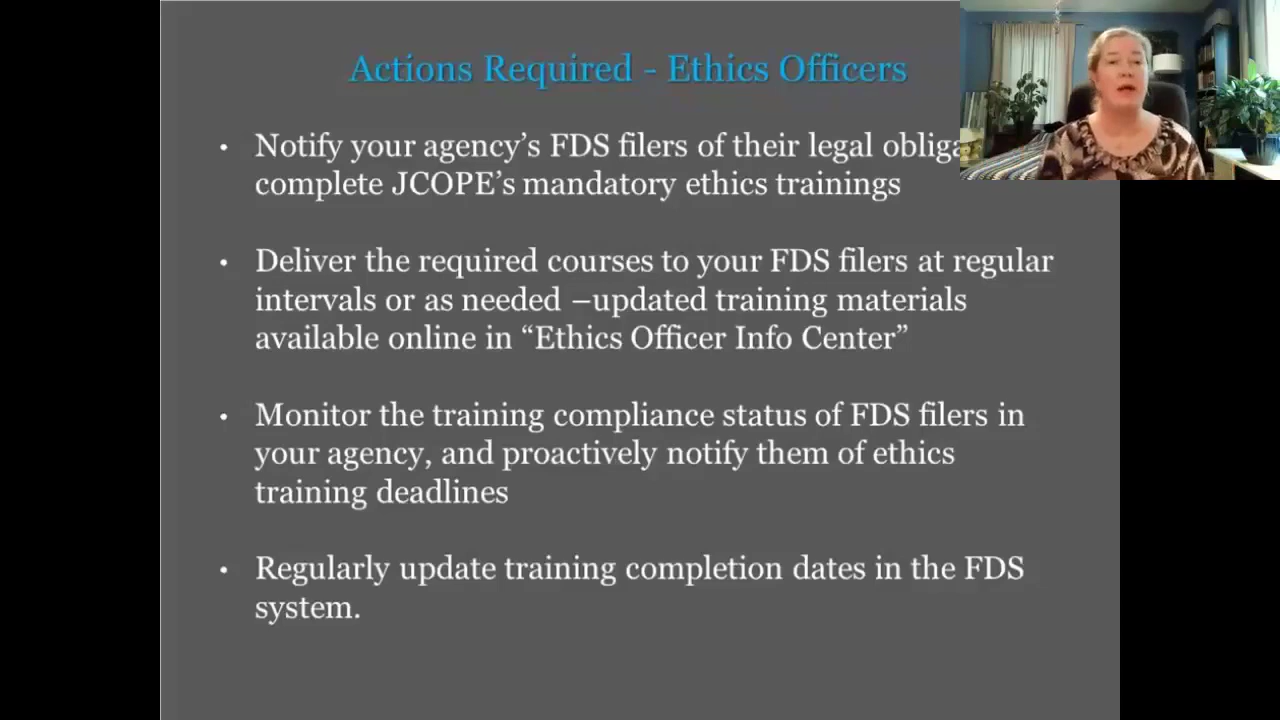 Actions Required - Ethics Officers
• Notify your agency’s FDS filers of their legal
complete JCOPE’s mandatory ethics trainings
• Deliver the required courses to your FDS filers at regular
intervals or as needed –updated training materials
available online in “Ethics Officer Info Center”
• Monitor the training compliance status of FDS filers in
your agency, and proactively notify them of ethics
training deadlines
• Regularly update training completion dates in the FDS
system.